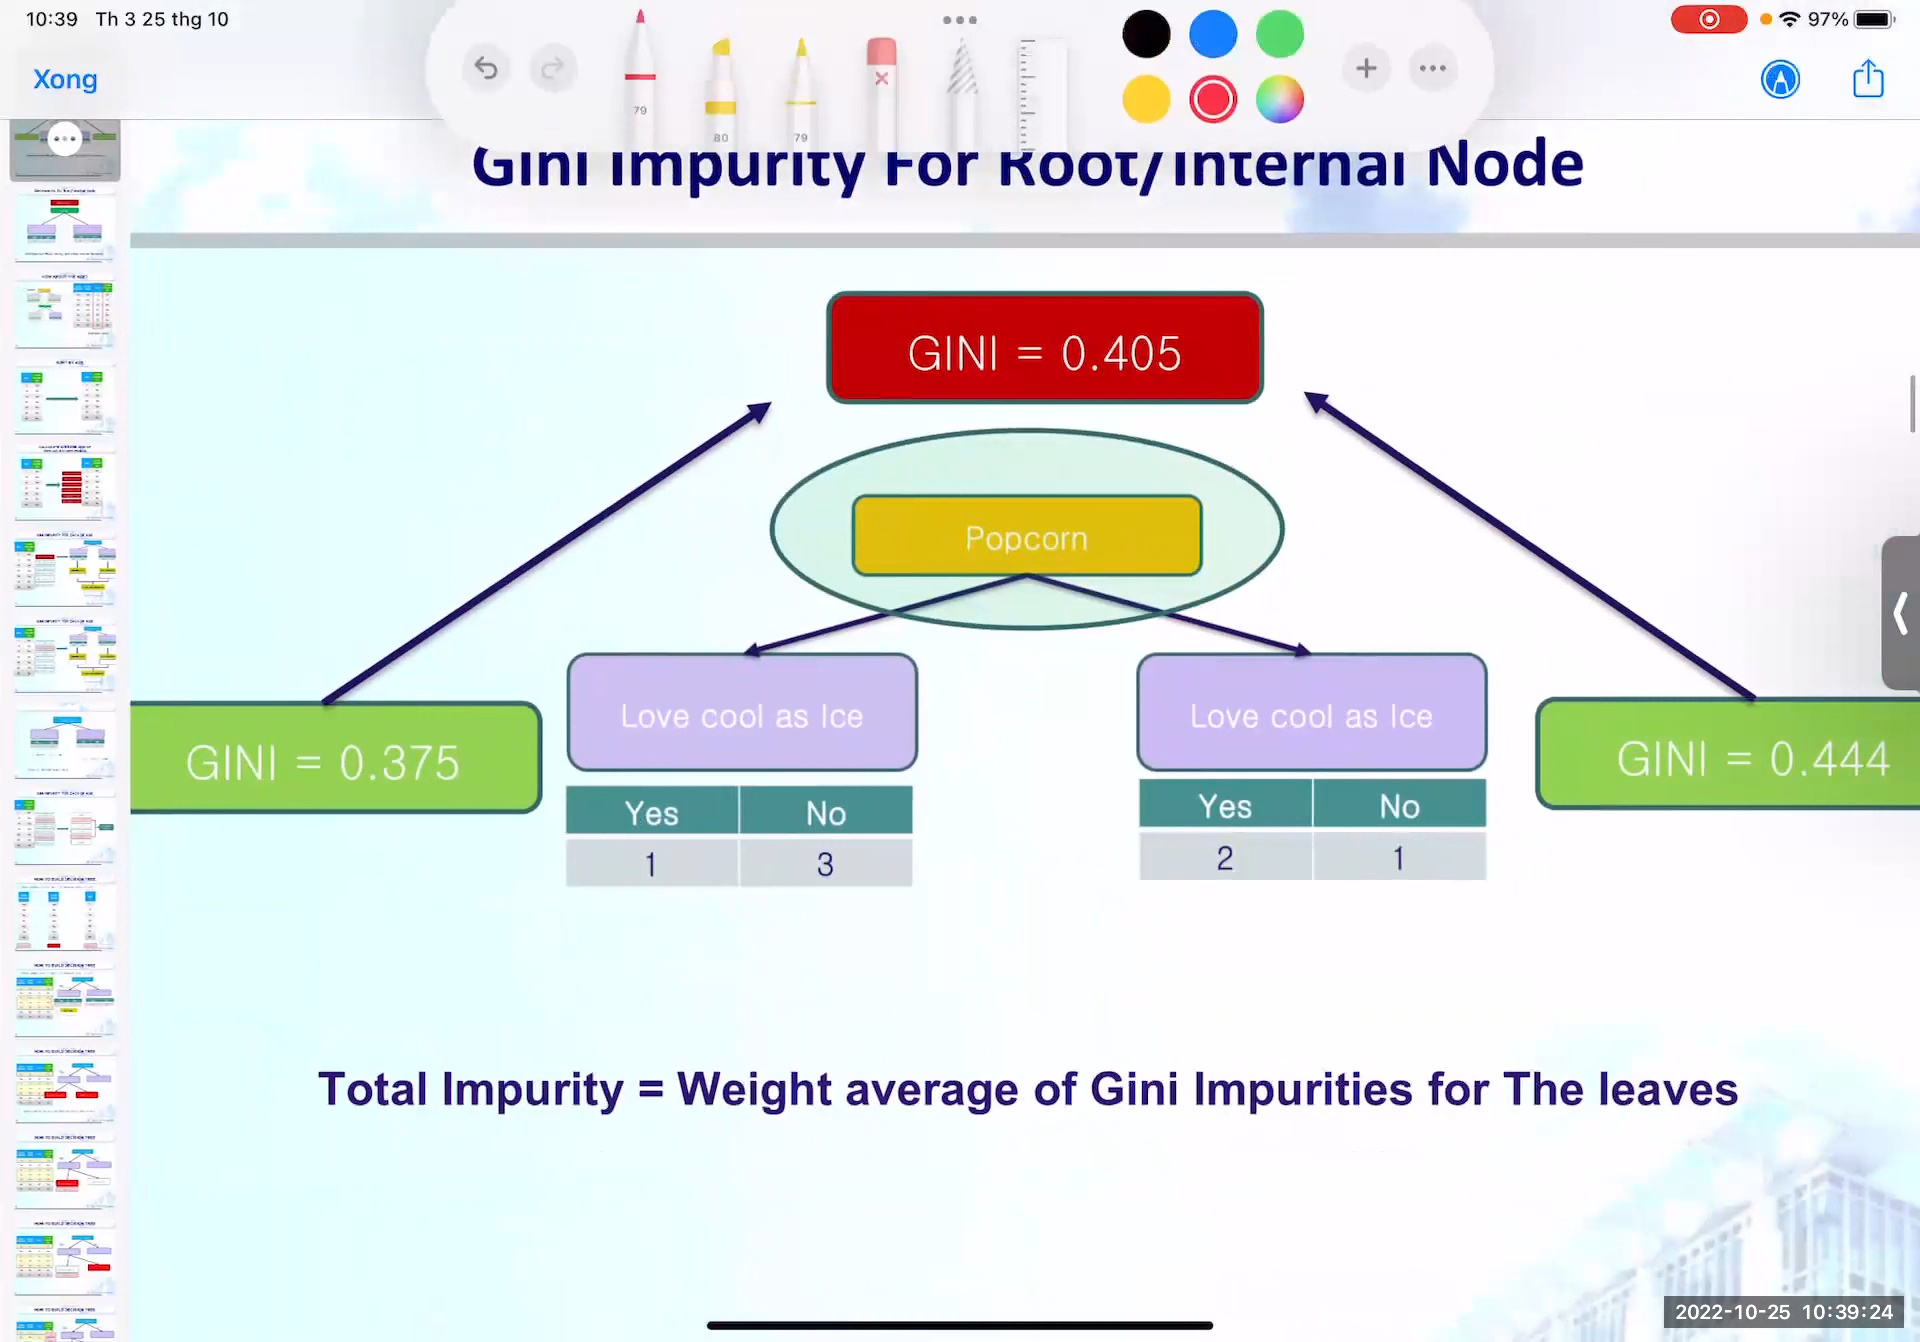 10:39 Th 3 25 thg 10
97%
Xong
79
80
79
Gini Impurity For Root/Internal Node
GINI = 0.405
Popcorn
Love cool as Ice
Love cool as Ice
GINI = 0.375
GINI = 0.444
Yes No
1 3
Yes No
2 1
Total Impurity = Weight average of Gini Impurities for The leaves
2022-10-25 10:39:24